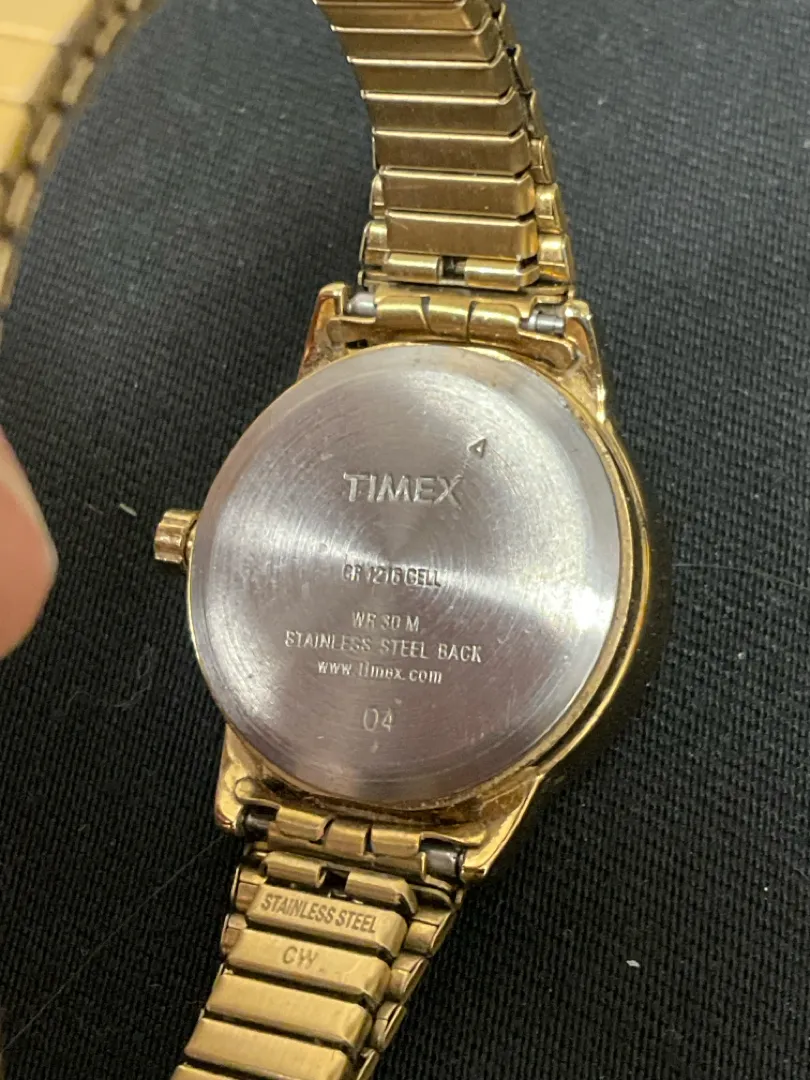 TIMEX
CR 1216 CELL
WR 30 M
STAINLESS STEEL BACK
www.timex.com
04
STAINLESS STEEL
CW